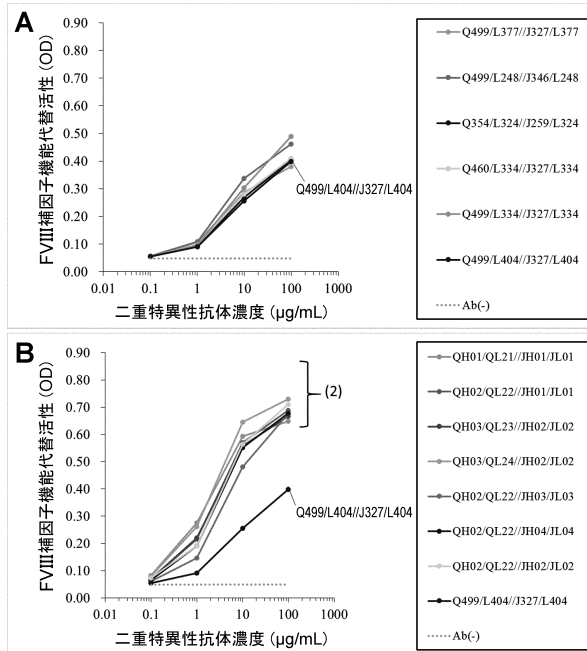 A
FVIII補因子機能代替活性(OD)
0.90
0.80
0.70
0.60
0.50
0.40
0.30
0.20
0.10
0.00
0.01 0.1 1 10 100 1000
二重特異性抗体濃度(μg/mL)
Q499/L404//J327/L404
Q499/L377//J327/L377
Q499/L248//J346/L248
Q354/L324//J259/L324
Q460/L334//J327/L334
Q499/L334//J327/L334
Q499/L404//J327/L404
Ab(-)
B
FVIII補因子機能代替活性(OD)
0.90
0.80
0.70
0.60
0.50
0.40
0.30
0.20
0.10
0.00
0.01 0.1 1 10 100 1000
二重特異性抗体濃度(μg/mL)
(2)
Q499/L404//J327/L404
QH01/QL21//JH01/JL01
QH02/QL22//JH01/JL01
QH03/QL23//JH02/JL02
QH03/QL24//JH02/JL02
QH02/QL22//JH03/JL03
QH02/QL22//JH04/JL04
QH02/QL22//JH02/JL02
Q499/L404//J327/L404
Ab(-)